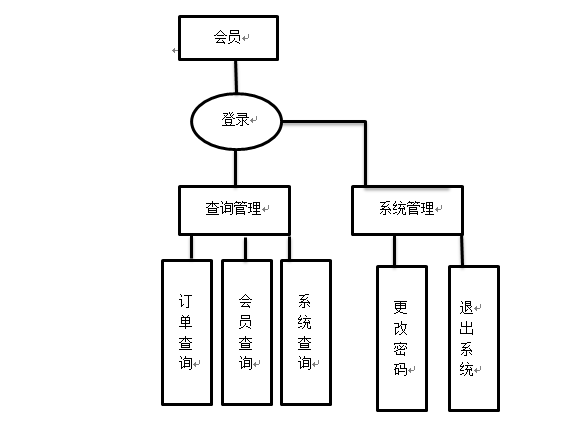 会员
登录
查询管理
系统管理
订单查询
会员查询
系统查询
更改密码
退出系统